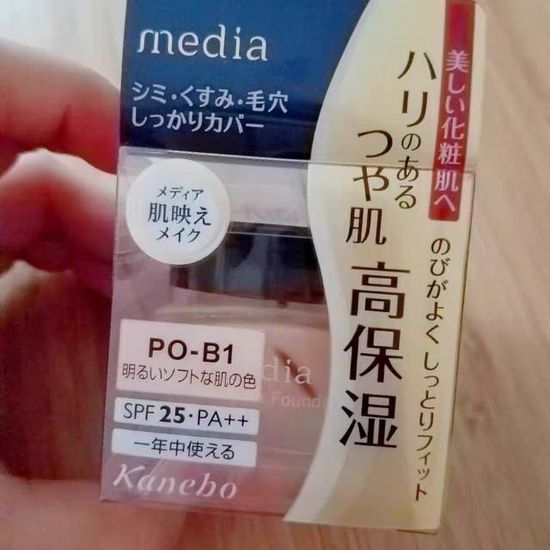 media
シミ・くすみ・毛穴
しっかりカバー
メディア
肌映え
メイク
美しい化粧肌へ
ハリのある
つや肌
高保湿
のびがよく しっとりフィット
PO-B1
明るいソフトな肌の色
SPF 25・PA++
一年中使える
Kanebo
dia
Founda